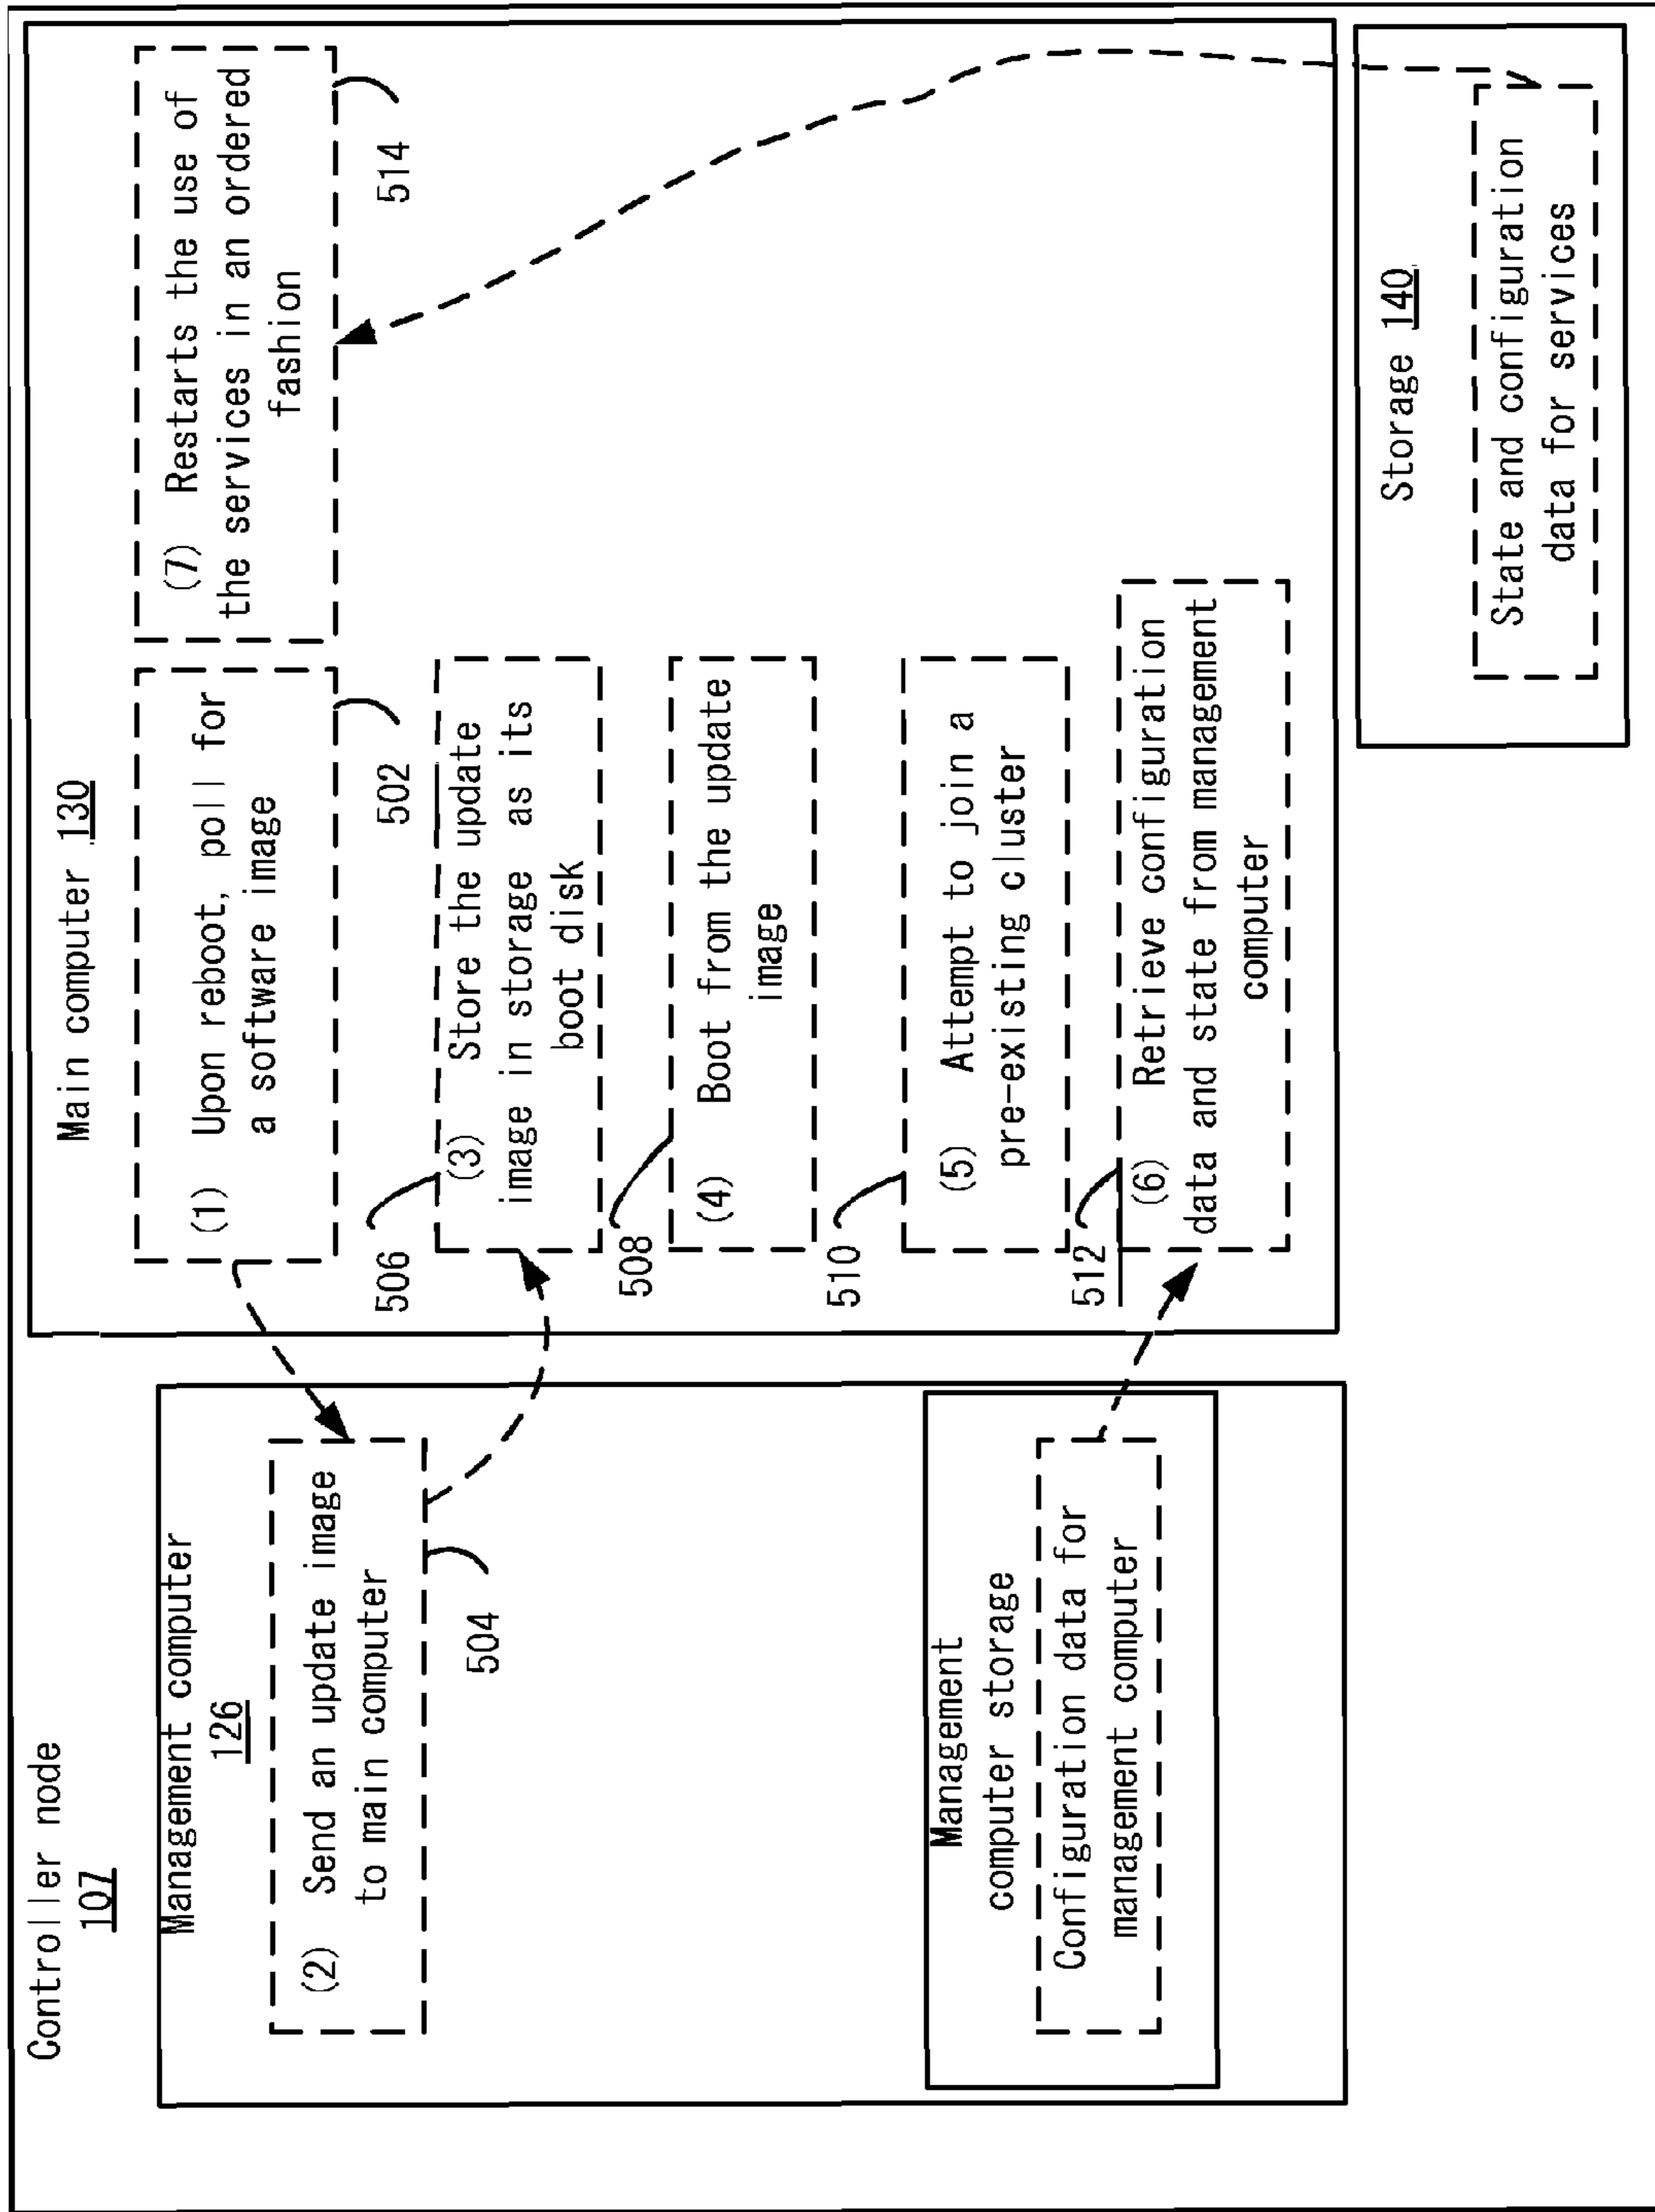 Controller node
107
Management computer
126
(2) Send an update image
to main computer
504
Management
computer storage
Configuration data for
management computer
Main computer 130
(1) Upon reboot, poll for
a software image
502
506
(3) Store the update
image in storage as its
boot disk
508
(4) Boot from the update
image
510
(5) Attempt to join a
pre-existing cluster
512
(6) Retrieve configuration
data and state from management
computer
(7) Restarts the use of
the services in an ordered
fashion
514
Storage 140
State and configuration
data for services